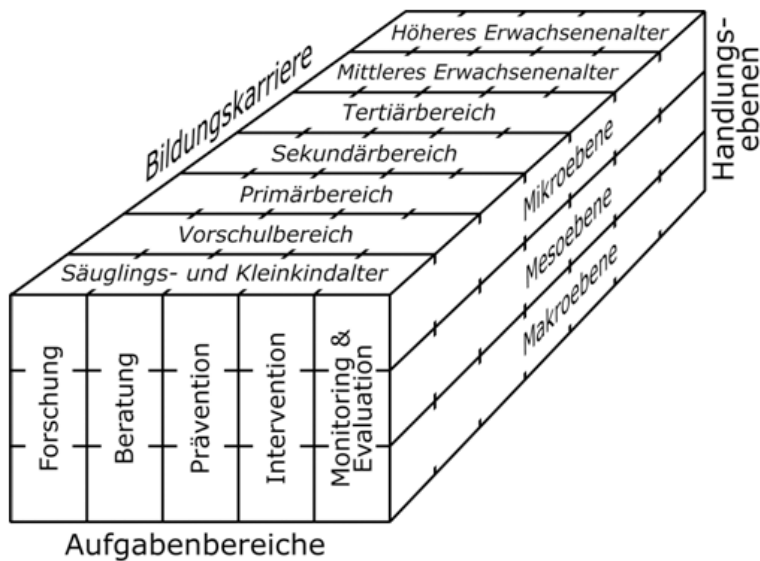 Bildungskarriere
Höheres Erwachsenenalter
Mittleres Erwachsenenalter
Tertiärbereich
Sekundärbereich
Primärbereich
Vorschulbereich
Säuglings- und Kleinkindalter
Handlungs-
ebenen
Mikroebene
Mesoebene
Makroebene
Forschung
Beratung
Prävention
Intervention
Monitoring &
Evaluation
Aufgabenbereiche